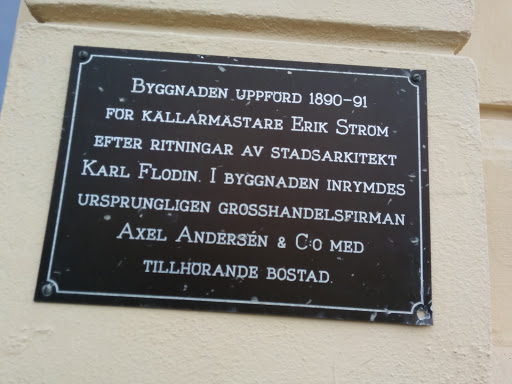 Byggnaden uppförd 1890-91
för källarmästare Erik Ström
efter ritningar av stadsarkitekt
Karl Flodin. I byggnaden inrymdes
ursprungligen grosshandelsfirman
Axel Andersén & C:o med
tillhörande bostad.